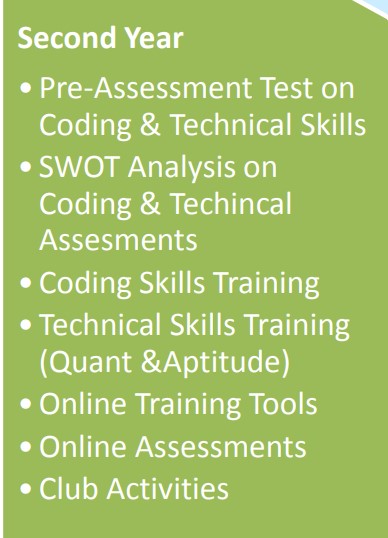 Second Year
• Pre-Assessment Test on
Coding & Technical Skills
• SWOT Analysis on
Coding & Techincal
Assesments
• Coding Skills Training
• Technical Skills Training
(Quant &Aptitude)
• Online Training Tools
• Online Assessments
• Club Activities